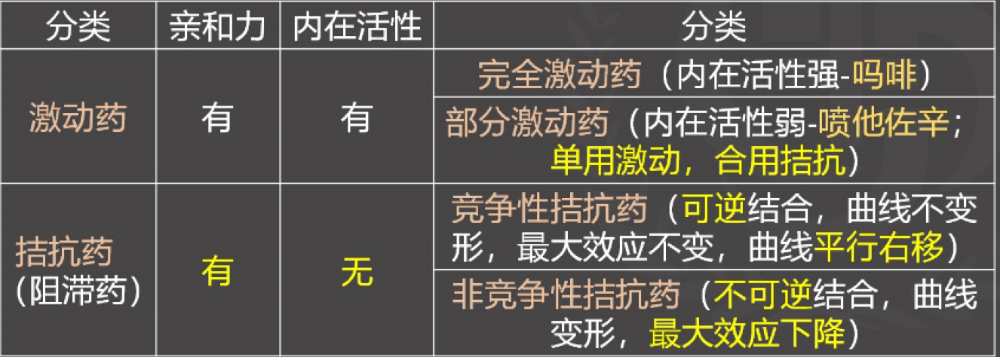 分类 亲和力 内在活性 分类
激动药 有 有
完全激动药（内在活性强-吗啡）
部分激动药（内在活性弱-喷他佐辛；
单用激动，合用拮抗）
拮抗药
（阻滞药）
有 无
竞争性拮抗药（可逆结合，曲线不变
形，最大效应不变，曲线平行右移）
非竞争性拮抗药（不可逆结合，曲线
变形，最大效应下降）